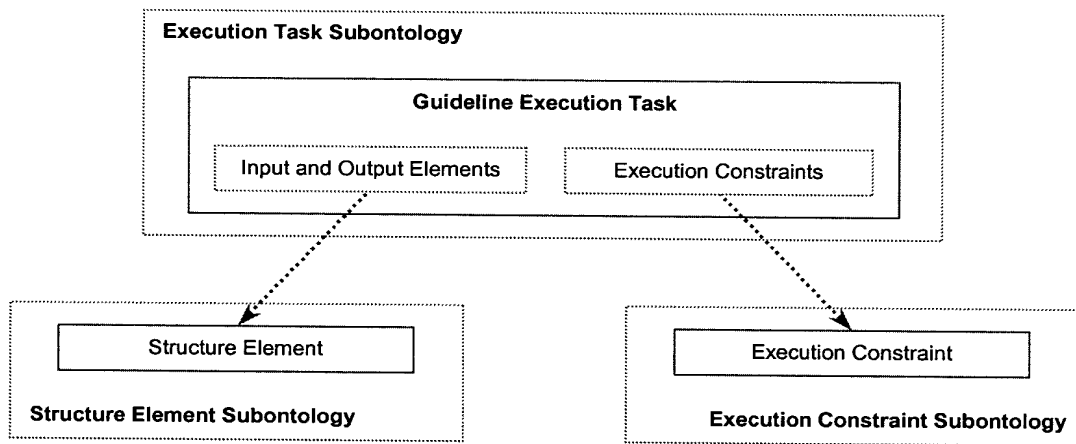 Execution Task Subontology
Guideline Execution Task
Input and Output Elements
Execution Constraints
Structure Element
Structure Element Subontology
Execution Constraint
Execution Constraint Subontology